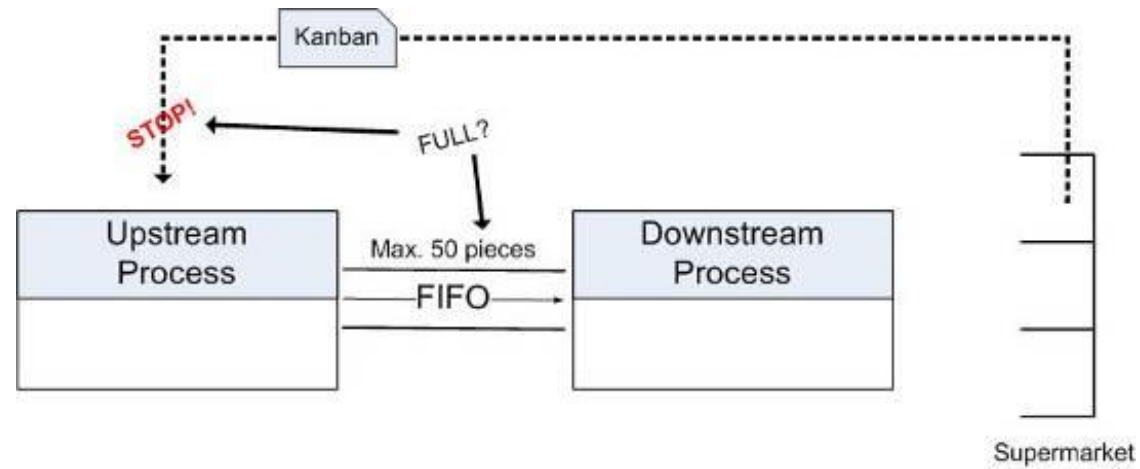 Kanban
STOP!
FULL?
Upstream
Process
Max. 50 pieces
FIFO
Downstream
Process
Supermarket